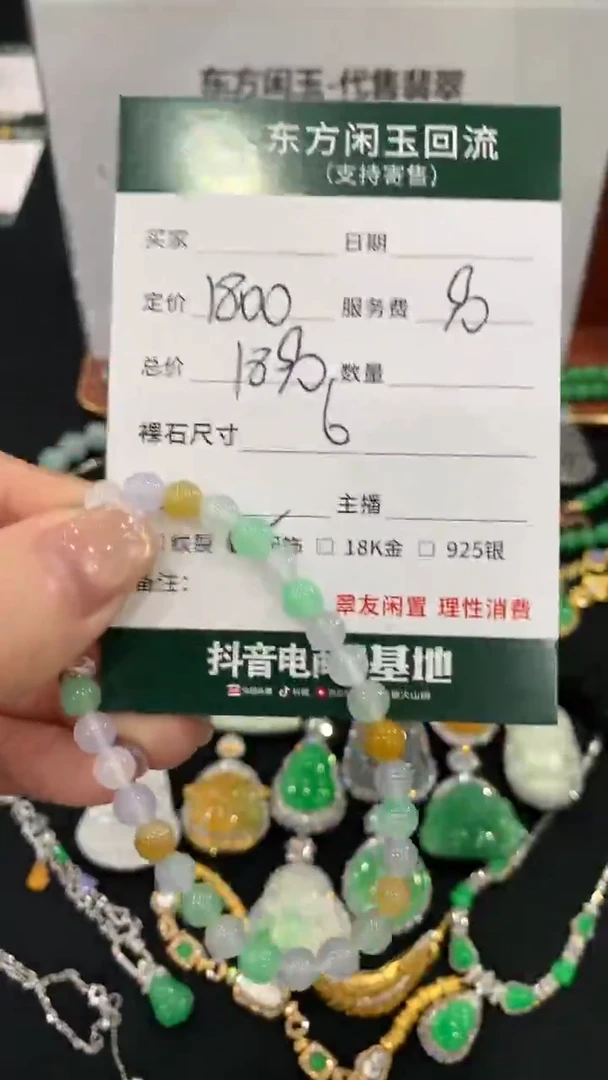 东方闲玉·代售翡翠
东方闲玉回流
(支持寄售)
买家 日期
定价 1800 服务费 90
总价 1890 数量
裸石尺寸 6
主播
18K金 925银
备注:
翠友闲置 理性消费
抖音电商 基地